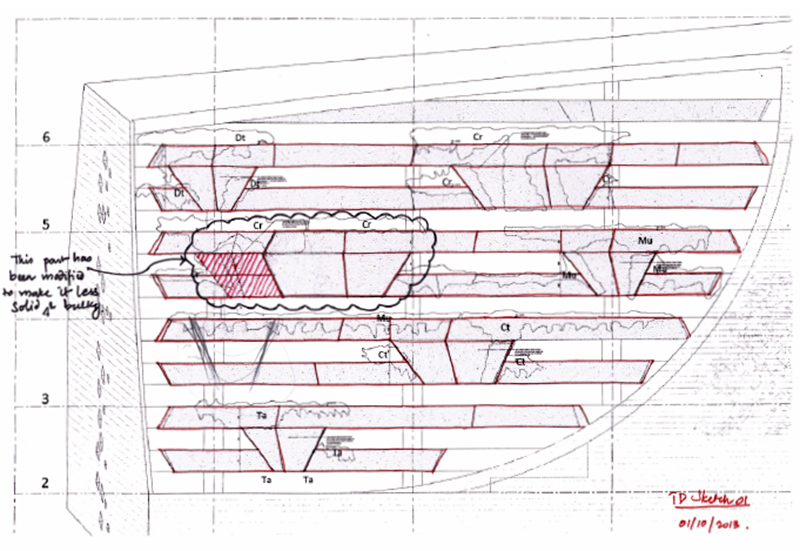 6
Dt
Cr
Dt
Dt
Cr
Cr
5
Cr
Cr
Mu
Mu
Mu
This part has
been modified
to make it less
Solid & bulky.
Mu
Ct
Ct
Ct
3
Ta
Ta
2
Ta
Ta
TD Sketch 01
01/10/2013.